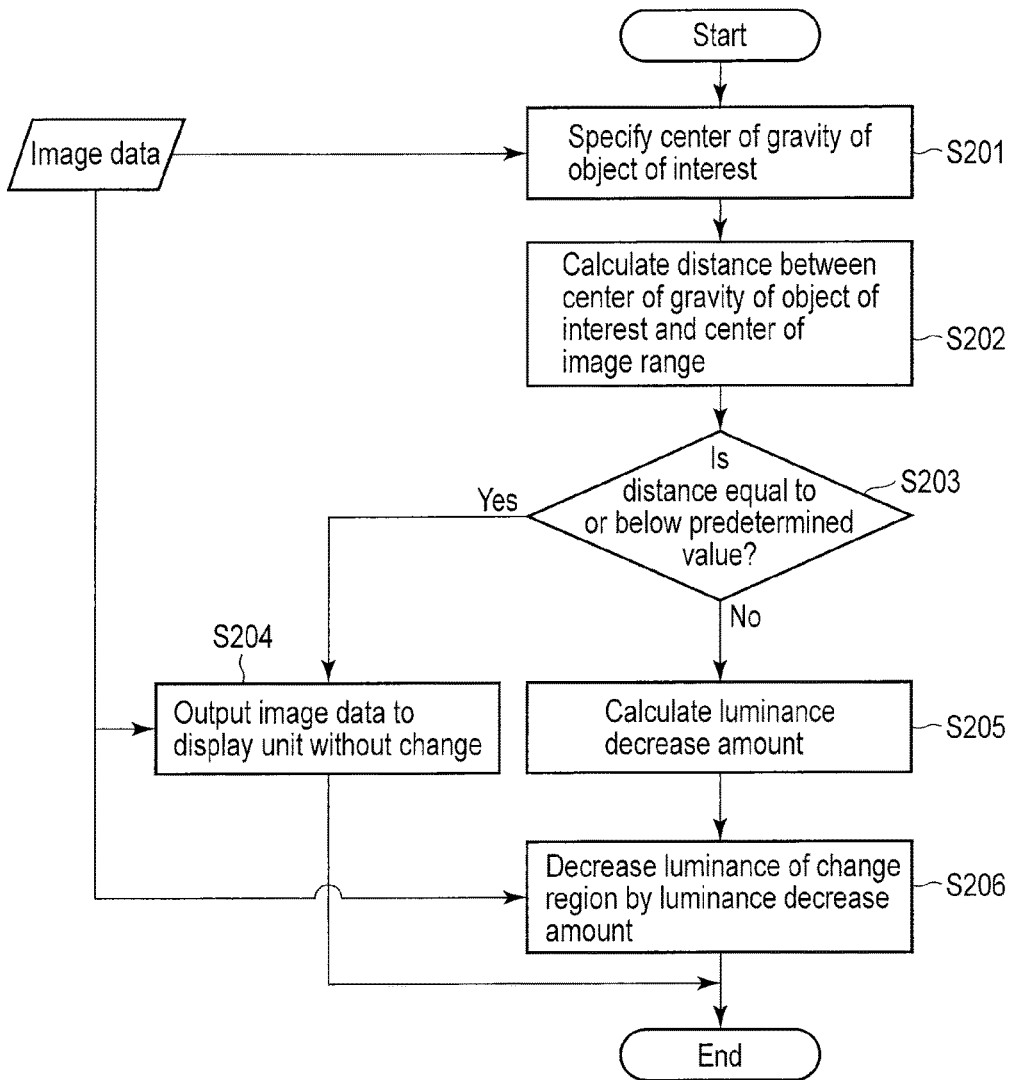 Start
Image data
Specify center of gravity of
object of interest
S201
Calculate distance between
center of gravity of object of
interest and center of
image range
S202
Is
distance equal to
or below predetermined
value?
S203
Yes
No
S204
Output image data to
display unit without change
Calculate luminance
decrease amount
S205
Decrease luminance of change
region by luminance decrease
amount
S206
End